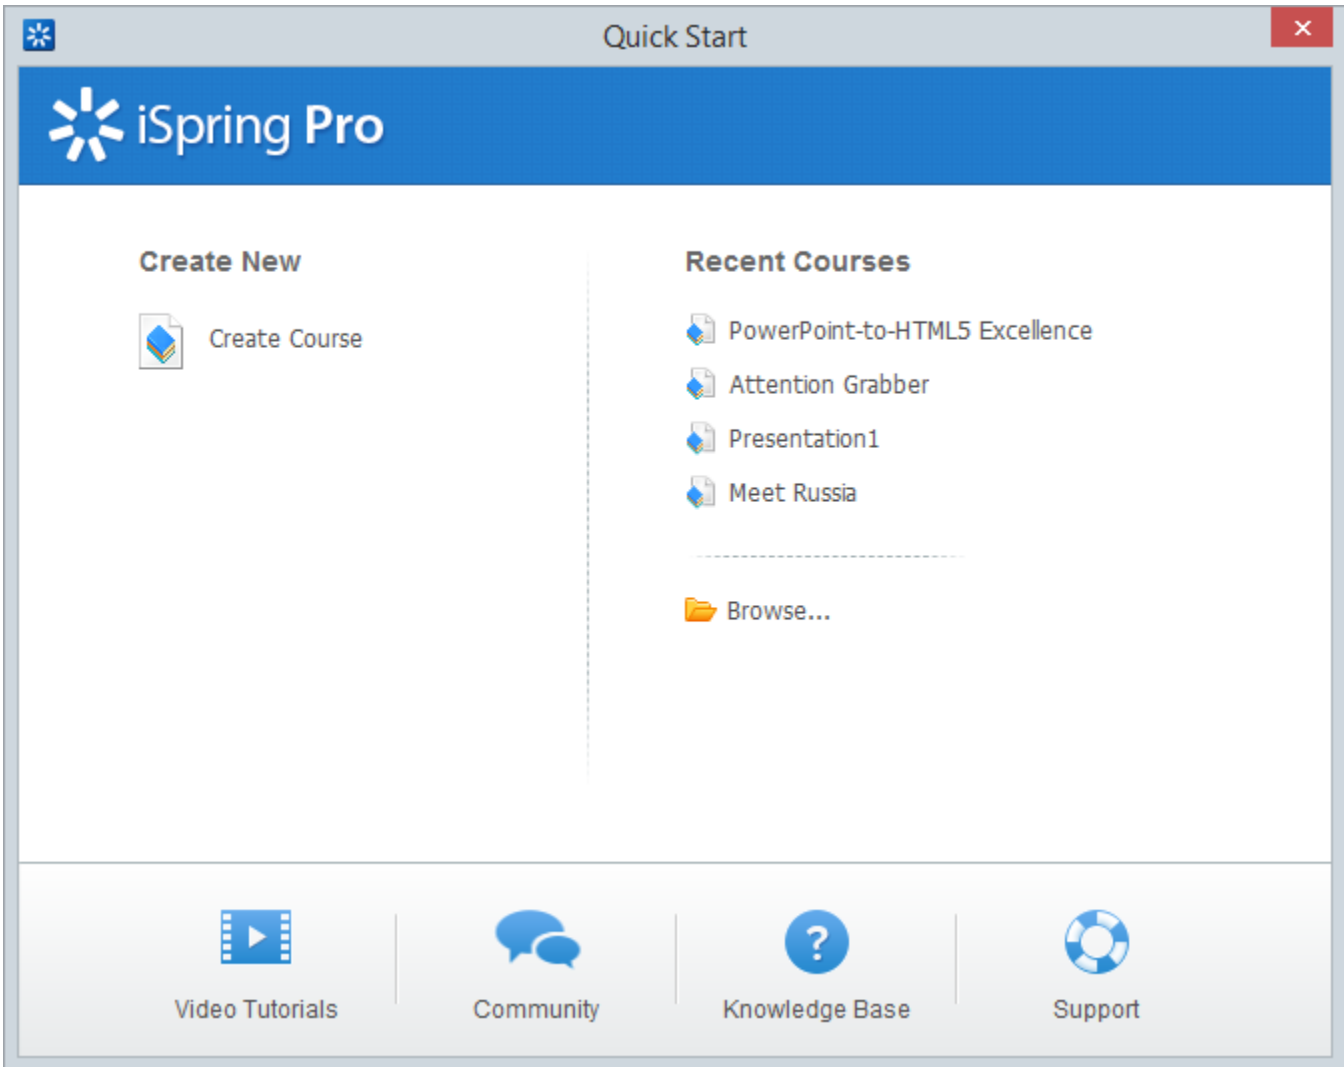 Quick Start
iSpring Pro
Create New
Create Course
Recent Courses
PowerPoint-to-HTML5 Excellence
Attention Grabber
Presentation1
Meet Russia
Browse...
Video Tutorials
Community
Knowledge Base
Support